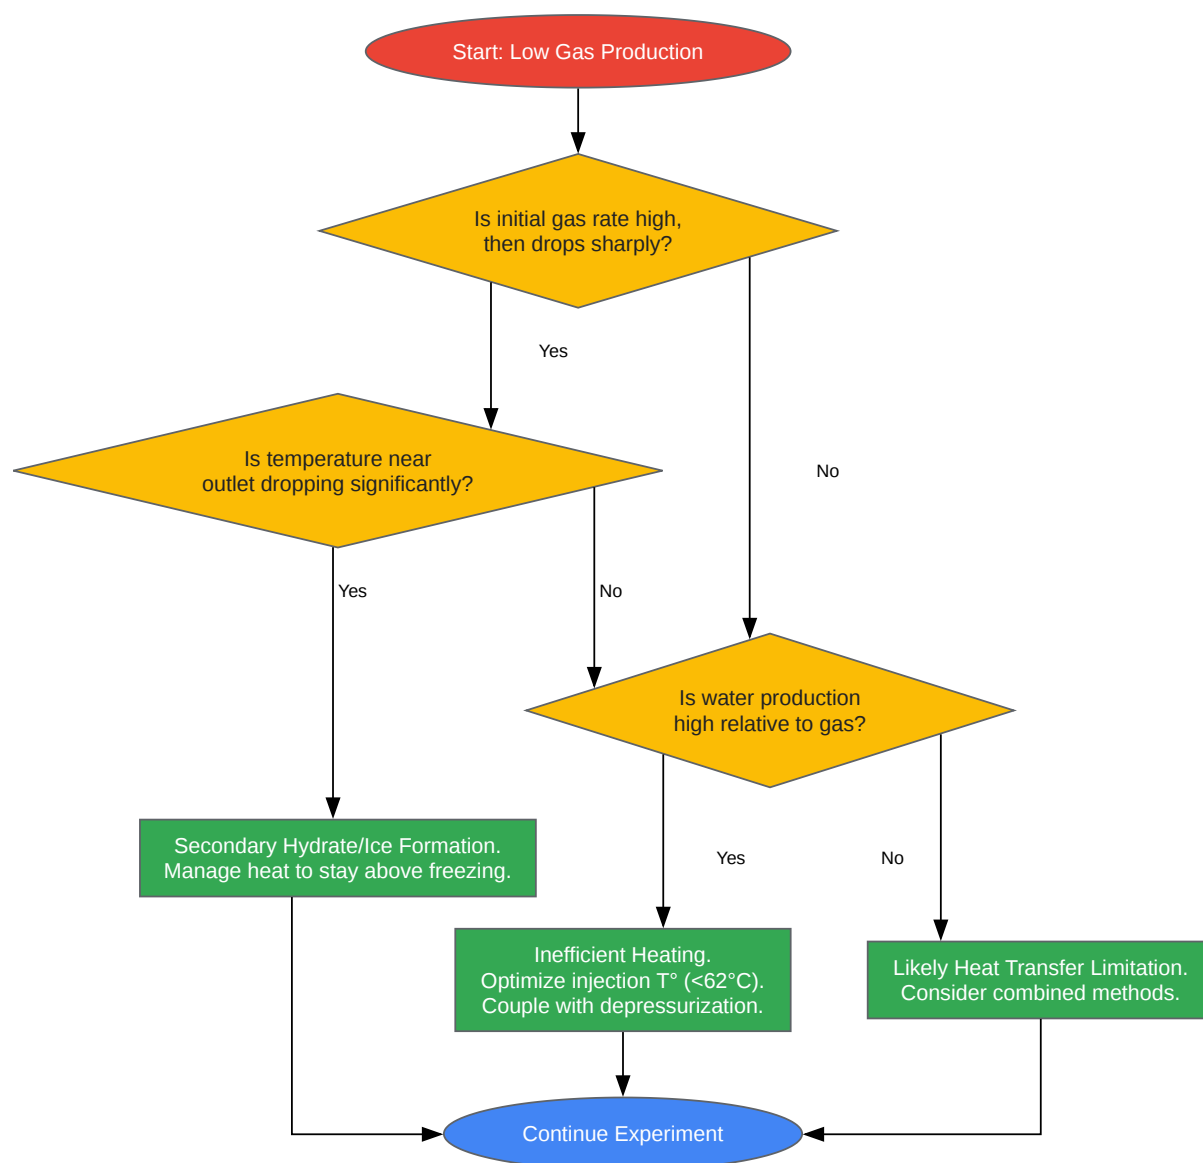 Start: Low Gas Production
Is initial gas rate high,
then drops sharply?
Yes
Is temperature near
outlet dropping significantly?
No
Yes
No
Is water production
high relative to gas?
Secondary Hydrate/Ice Formation.
Manage heat to stay above freezing.
Yes
No
Inefficient Heating.
Optimize injection T° (<62°C).
Couple with depressurization.
Likely Heat Transfer Limitation.
Consider combined methods.
Continue Experiment